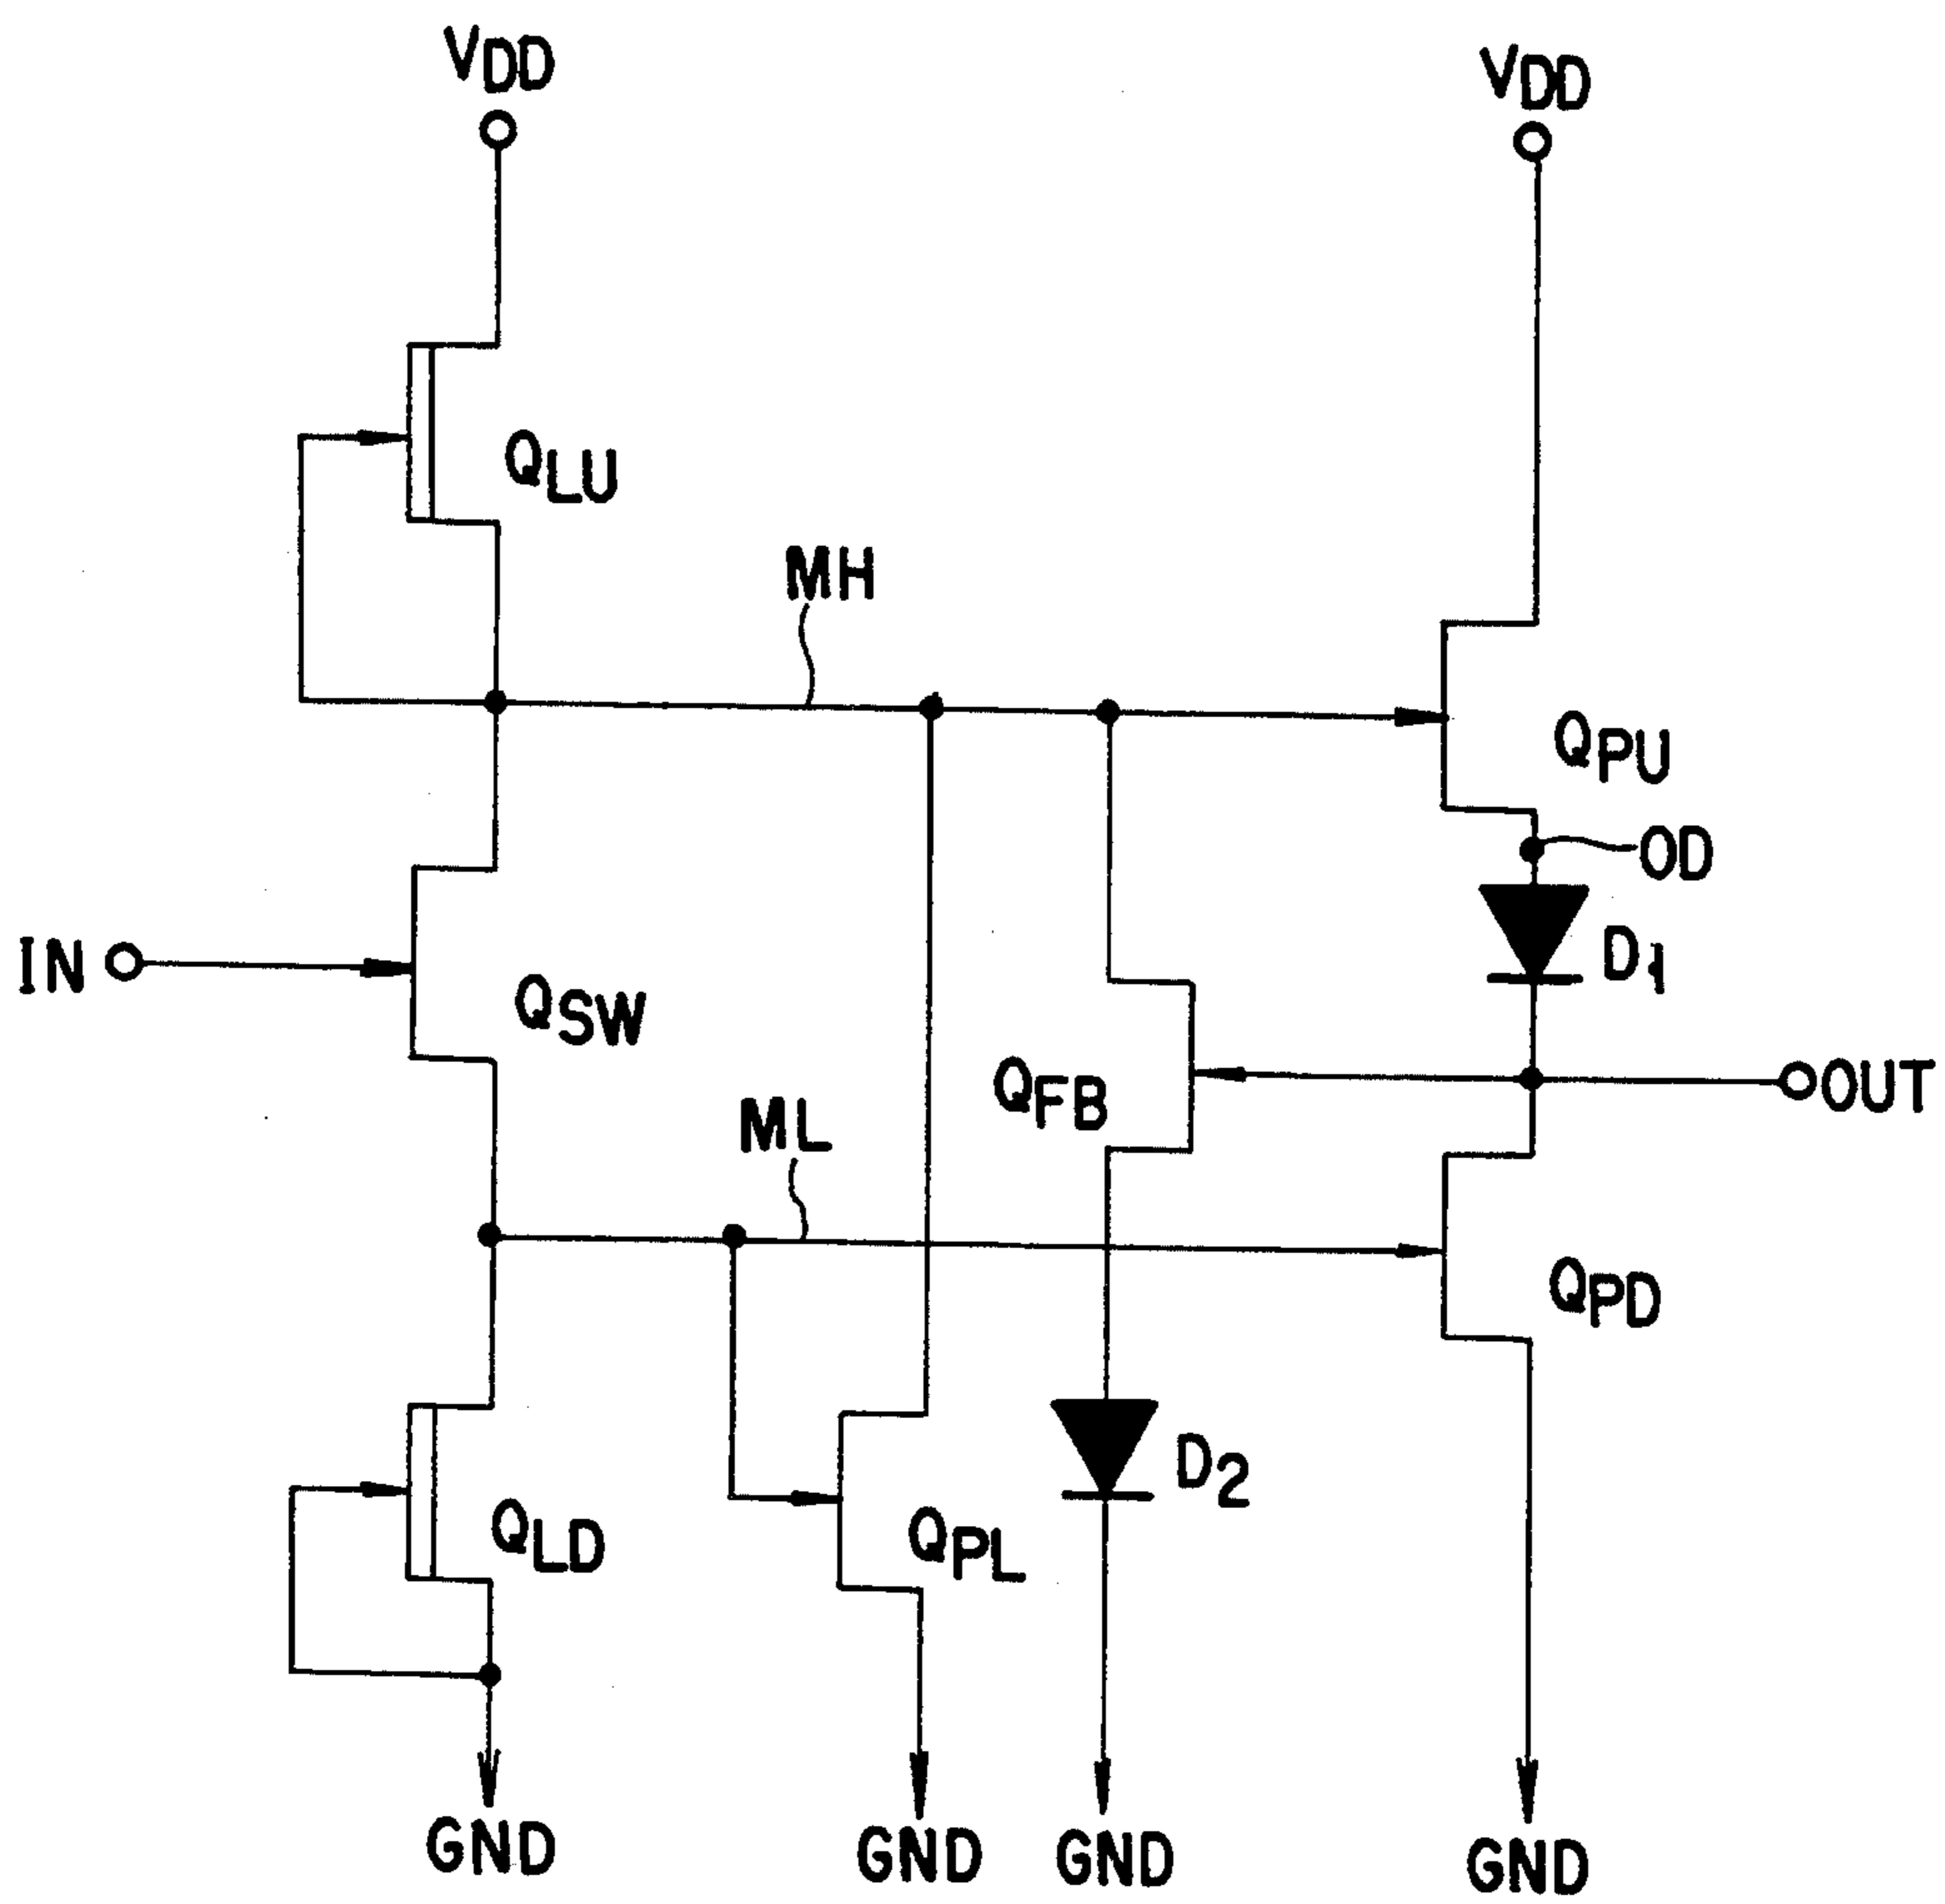 VDD
VDD
QLU
MH
QPU
OD
IN
D1
QSW
QFB
OUT
ML
QPD
D2
QLD
QPL
GND
GND
GND
GND